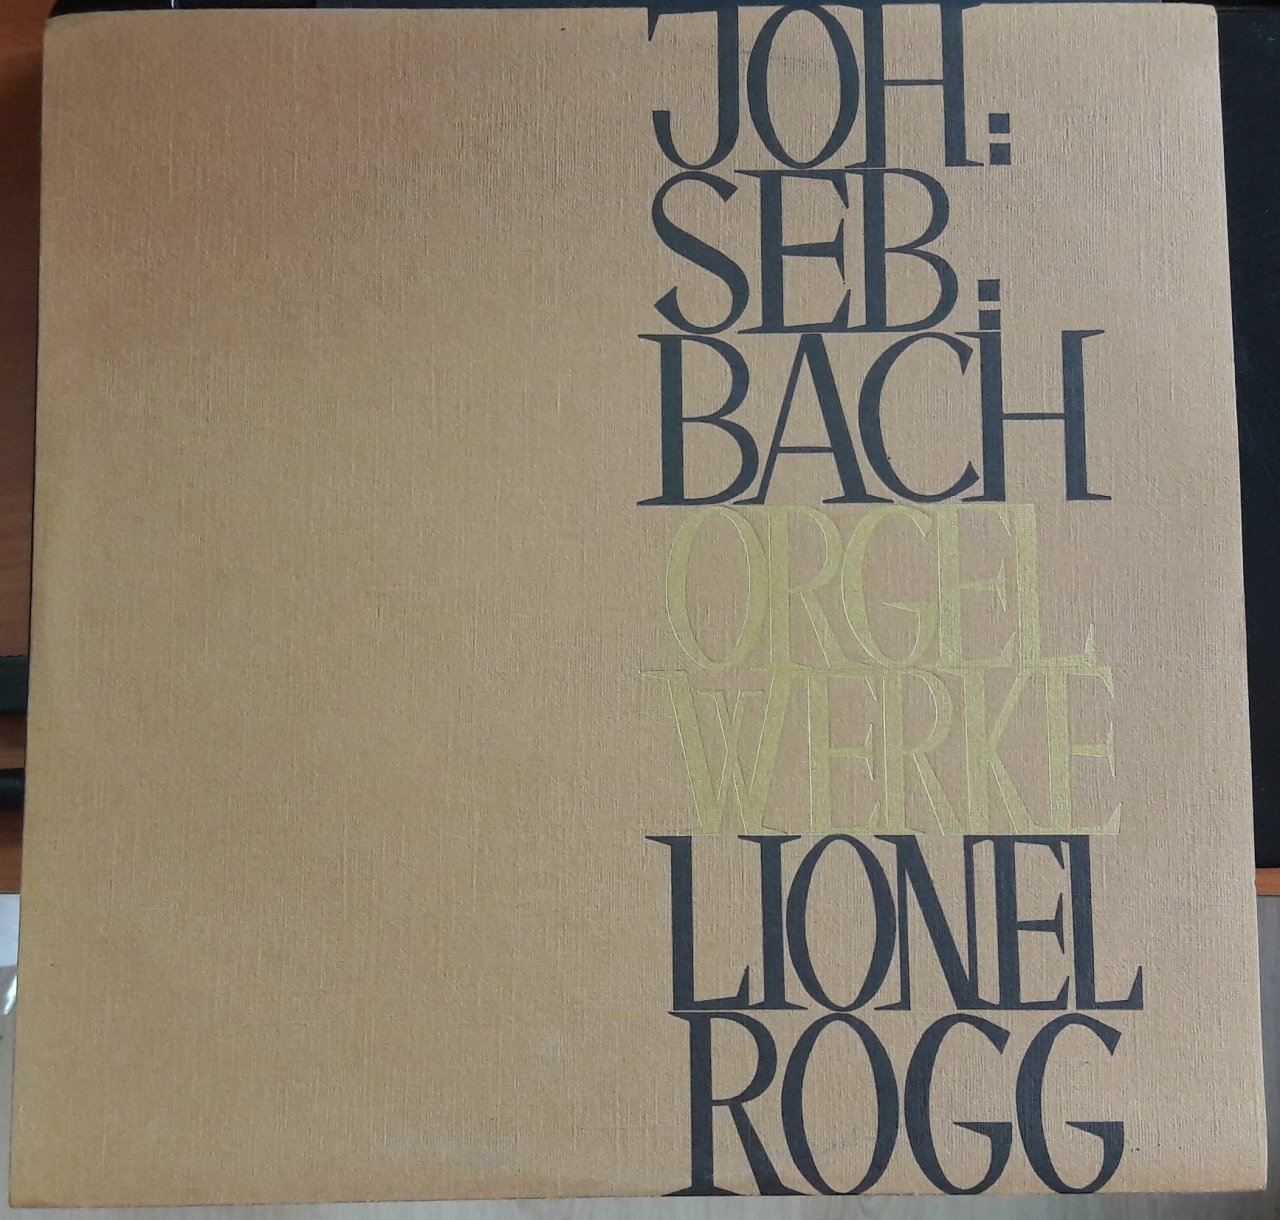 JOH:
SEB:
BACH
ORGEL
WERKE
LIONEL
ROGG